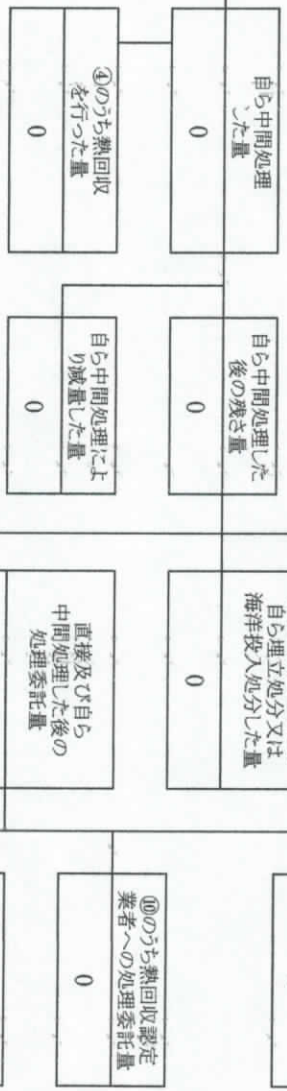 自ら中間処理
した量
0
④のうち熱回収
を行った量
0
自ら中間処理した
後の残さ量
0
自ら中間処理によ
り減量した量
0
自ら埋立処分又は
海洋投入処分した量
0
直接及び自ら
中間処理した後の
処理委託量
⑩のうち熱回収認定
業者への処理委託量
0